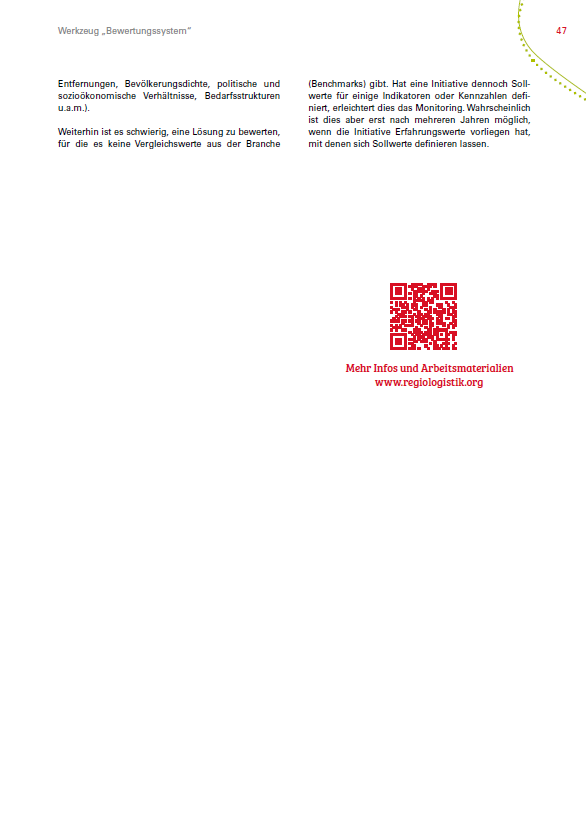 Werkzeug „Bewertungssystem“
47
Entfernungen, Bevölkerungsdichte, politische und
sozioökonomische Verhältnisse, Bedarfsstrukturen
u.a.m.).
Weiterhin ist es schwierig, eine Lösung zu bewerten,
für die es keine Vergleichswerte aus der Branche
(Benchmarks) gibt. Hat eine Initiative dennoch Soll-
werte für einige Indikatoren oder Kennzahlen defi-
niert, erleichtert dies das Monitoring. Wahrscheinlich
ist dies aber erst nach mehreren Jahren möglich,
wenn die Initiative Erfahrungswerte vorliegen hat,
mit denen sich Sollwerte definieren lassen.
Mehr Infos und Arbeitsmaterialien
www.regiologistik.org